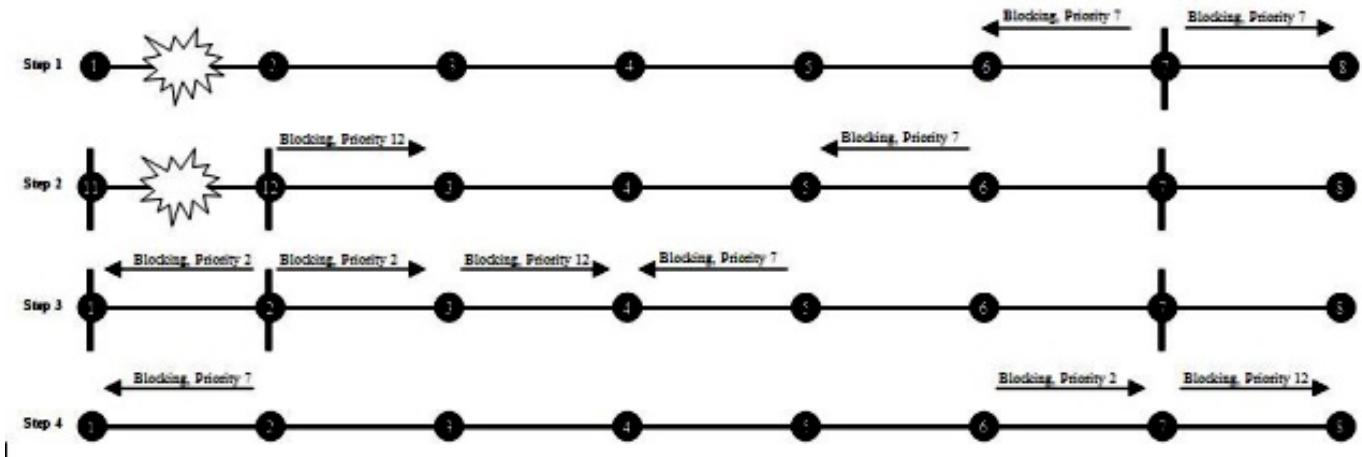 Blocking, Priority 7
Blocking, Priority 7
Step 1
1
2
3
4
5
6
7
8
Blocking, Priority 12
Blocking, Priority 7
Step 2
11
12
3
4
5
6
7
8
Blocking, Priority 2
Blocking, Priority 2
Blocking, Priority 12
Blocking, Priority 7
Step 3
1
2
3
4
5
6
7
8
Blocking, Priority 7
Blocking, Priority 2
Blocking, Priority 12
Step 4
1
2
3
4
5
6
7
8